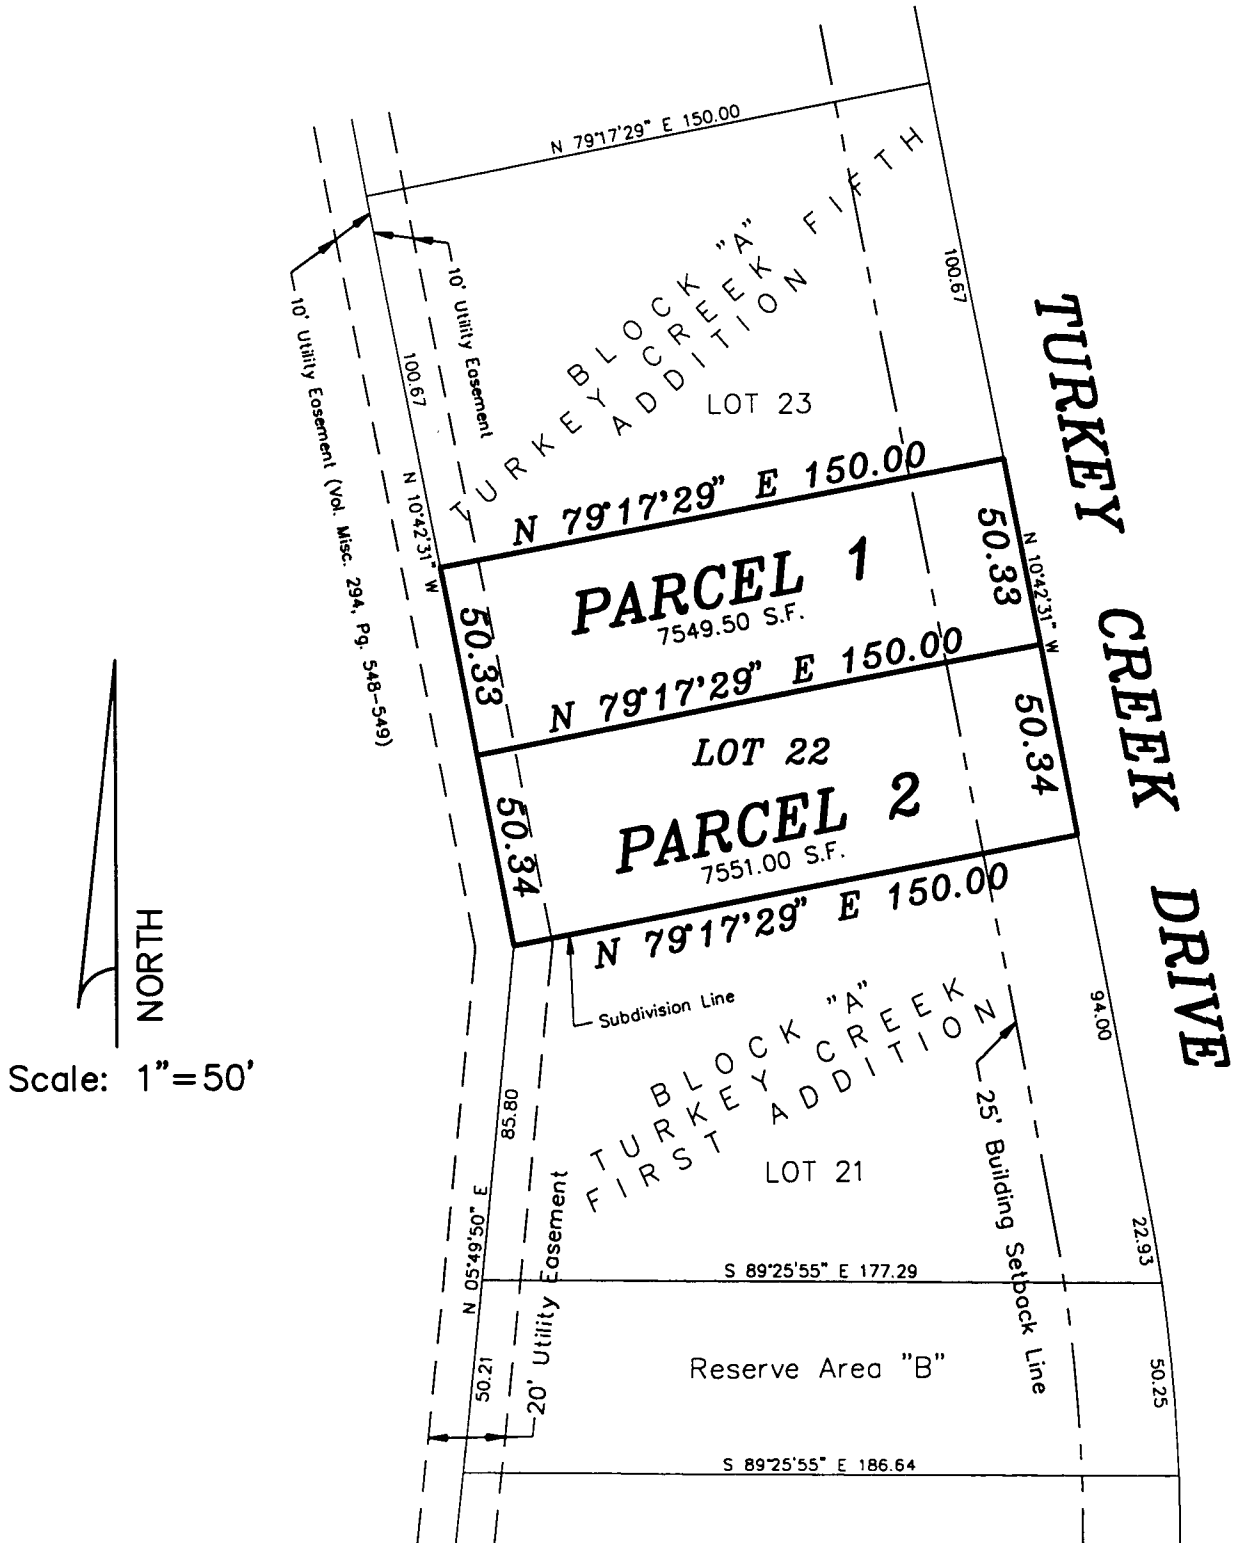 N 79°17'29" E 150.00
BLOCK "A"
TURKEY CREEK FIFTH
ADDITION
LOT 23
100.67
10' Utility Easement (Vol. Misc. 294, Pg. 548-549)
10' Utility Easement
100.67
N 10°42'31" W
TURKEY CREEK DRIVE
N 79°17'29" E 150.00
PARCEL 1
7549.50 S.F.
50.33
50.33
N 10°42'31" W
N 79°17'29" E 150.00
LOT 22
PARCEL 2
7551.00 S.F.
50.34
50.34
N 79°17'29" E 150.00
Subdivision Line
NORTH
Scale: 1"=50'
BLOCK "A"
TURKEY CREEK
FIRST ADDITION
LOT 21
94.00
25' Building Setback Line
85.80
N 05°49'50" E
20' Utility Easement
22.93
S 89°25'55" E 177.29
Reserve Area "B"
50.21
50.25
S 89°25'55" E 186.64